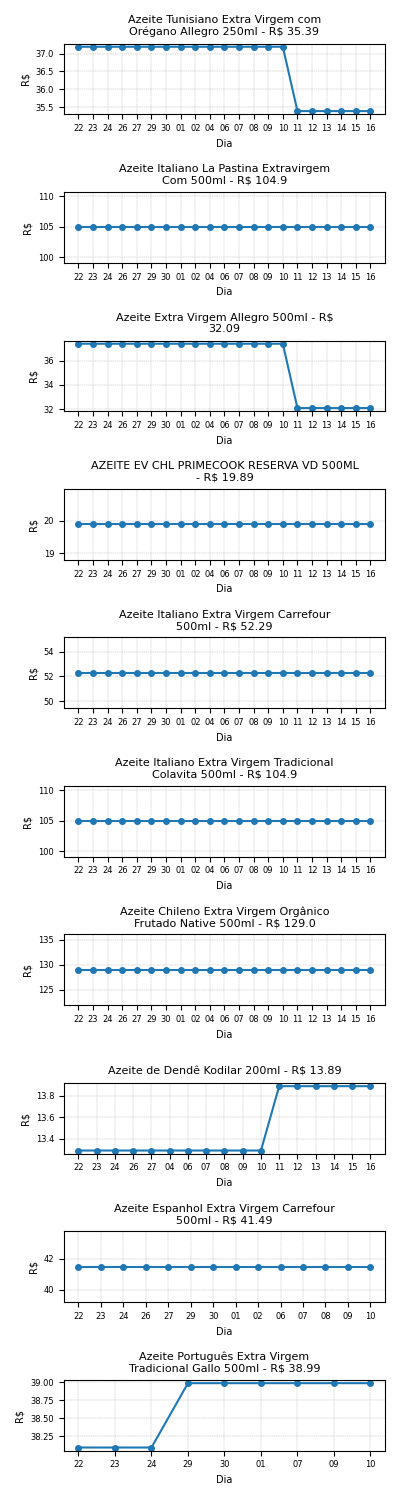 Azeite Tunisiano Extra Virgem com
Orégano Allegro 250ml - R$ 35.39
37.0
36.5
36.0
35.5
R$
22 23 24 26 27 29 30 01 02 04 06 07 08 09 10 11 12 13 14 15 16
Dia
Azeite Italiano La Pastina Extravirgem
Com 500ml - R$ 104.9
110
105
100
R$
22 23 24 26 27 29 30 01 02 04 06 07 08 09 10 11 12 13 14 15 16
Dia
Azeite Extra Virgem Allegro 500ml - R$
32.09
36
34
32
R$
22 23 24 26 27 29 30 01 02 04 06 07 08 09 10 11 12 13 14 15 16
Dia
AZEITE EV CHL PRIMECOOK RESERVA VD 500ML
- R$ 19.89
20
19
R$
22 23 24 26 27 29 30 01 02 04 06 07 08 09 10 11 12 13 14 15 16
Dia
Azeite Italiano Extra Virgem Carrefour
500ml - R$ 52.29
54
52
50
R$
22 23 24 26 27 29 30 01 02 04 06 07 08 09 10 11 12 13 14 15 16
Dia
Azeite Italiano Extra Virgem Tradicional
Colavita 500ml - R$ 104.9
110
105
100
R$
22 23 24 26 27 29 30 01 02 04 06 07 08 09 10 11 12 13 14 15 16
Dia
Azeite Chileno Extra Virgem Orgânico
Frutado Native 500ml - R$ 129.0
135
130
125
R$
22 23 24 26 27 29 30 01 02 04 06 07 08 09 10 11 12 13 14 15 16
Dia
Azeite de Dendê Kodilar 200ml - R$ 13.89
13.8
13.6
13.4
R$
22 23 24 26 27 04 06 07 08 09 10 11 12 13 14 15 16
Dia
Azeite Espanhol Extra Virgem Carrefour
500ml - R$ 41.49
42
40
R$
22 23 24 26 27 29 30 01 02 06 07 08 09 10
Dia
Azeite Português Extra Virgem
Tradicional Gallo 500ml - R$ 38.99
39.00
38.75
38.50
38.25
R$
22 23 24 29 30 01 07 09 10
Dia